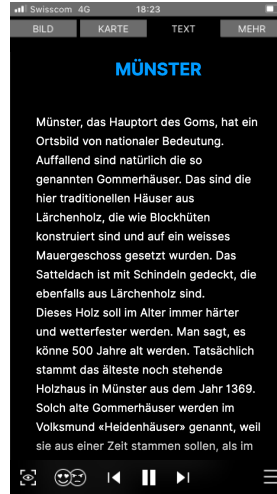 Swisscom 4G 18:23
BILD KARTE TEXT MEHR
MÜNSTER
Münster, das Hauptort des Goms, hat ein
Ortsbild von nationaler Bedeutung.
Auffallend sind natürlich die so
genannten Gommerhäuser. Das sind die
hier traditionellen Häuser aus
Lärchenholz, die wie Blockhüten
konstruiert sind und auf ein weisses
Mauergeschoss gesetzt wurden. Das
Satteldach ist mit Schindeln gedeckt, die
ebenfalls aus Lärchenholz sind.
Dieses Holz soll im Alter immer härter
und wetterfester werden. Man sagt, es
könne 500 Jahre alt werden. Tatsächlich
stammt das älteste noch stehende
Holzhaus in Münster aus dem Jahr 1369.
Solch alte Gommerhäuser werden im
Volksmund «Heidenhäuser» genannt, weil
sie aus einer Zeit stammen sollen, als im